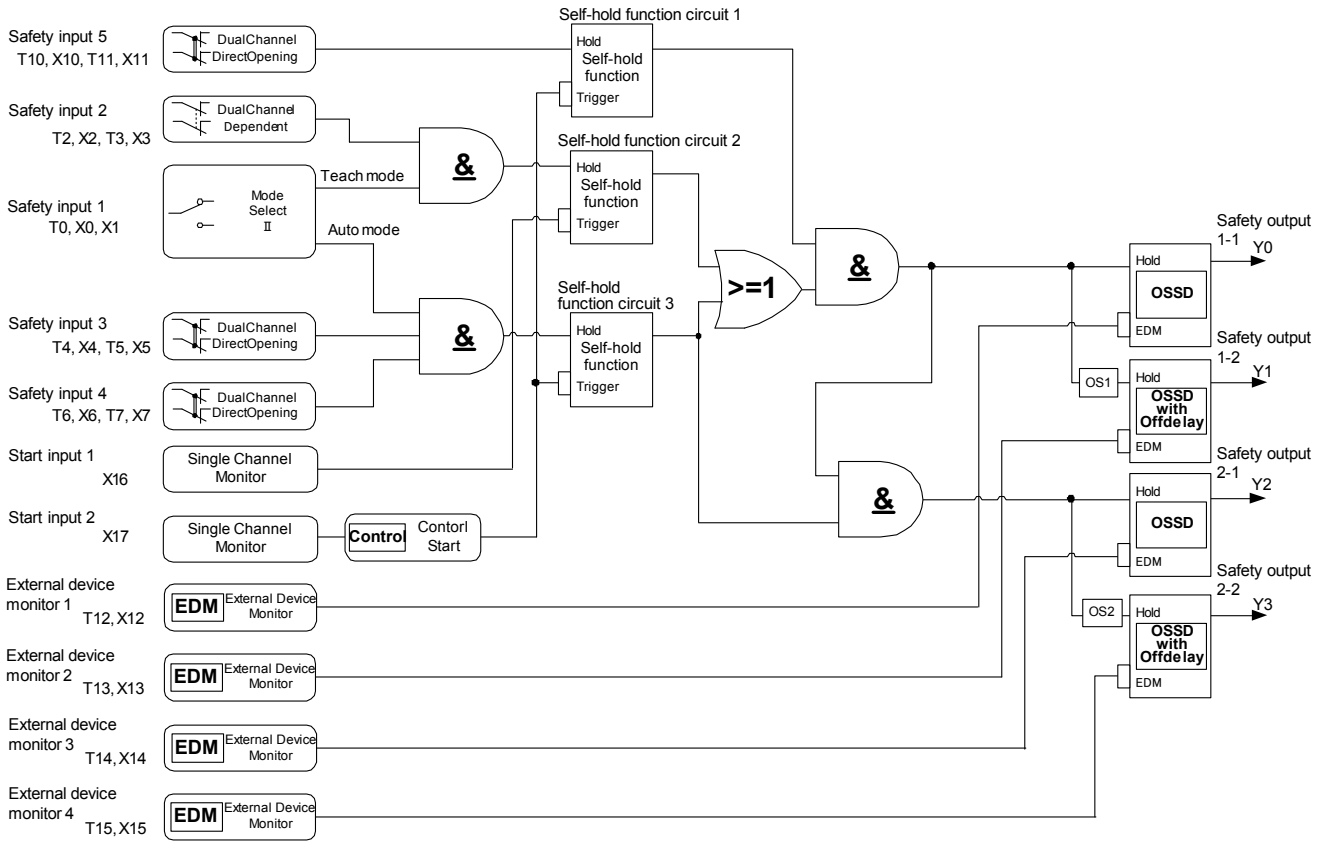 Self-hold function circuit 1
Safety input 5
T10, X10, T11, X11
DualChannel
DirectOpening
Hold
Self-hold
function
Trigger
Safety input 2
T2, X2, T3, X3
DualChannel
Dependent
&
Self-hold function circuit 2
Hold
Self-hold
function
Trigger
Safety input 1
T0, X0, X1
Mode
Select
II
Teach mode
Auto mode
Safety input 3
T4, X4, T5, X5
DualChannel
DirectOpening
&
Safety input 4
T6, X6, T7, X7
DualChannel
DirectOpening
Self-hold
function circuit 3
Hold
Self-hold
function
Trigger
>=1
&
&
Start input 1
X16
Single Channel
Monitor
Start input 2
X17
Single Channel
Monitor
Control
Contorl
Start
External device
monitor 1
T12, X12
EDM
External Device
Monitor
External device
monitor 2
T13, X13
EDM
External Device
Monitor
External device
monitor 3
T14, X14
EDM
External Device
Monitor
External device
monitor 4
T15, X15
EDM
External Device
Monitor
Safety output
1-1
Y0
Hold
OSSD
EDM
Safety output
1-2
Y1
OS1
Hold
OSSD
with
Offdelay
EDM
Safety output
2-1
Y2
Hold
OSSD
EDM
Safety output
2-2
Y3
OS2
Hold
OSSD
with
Offdelay
EDM